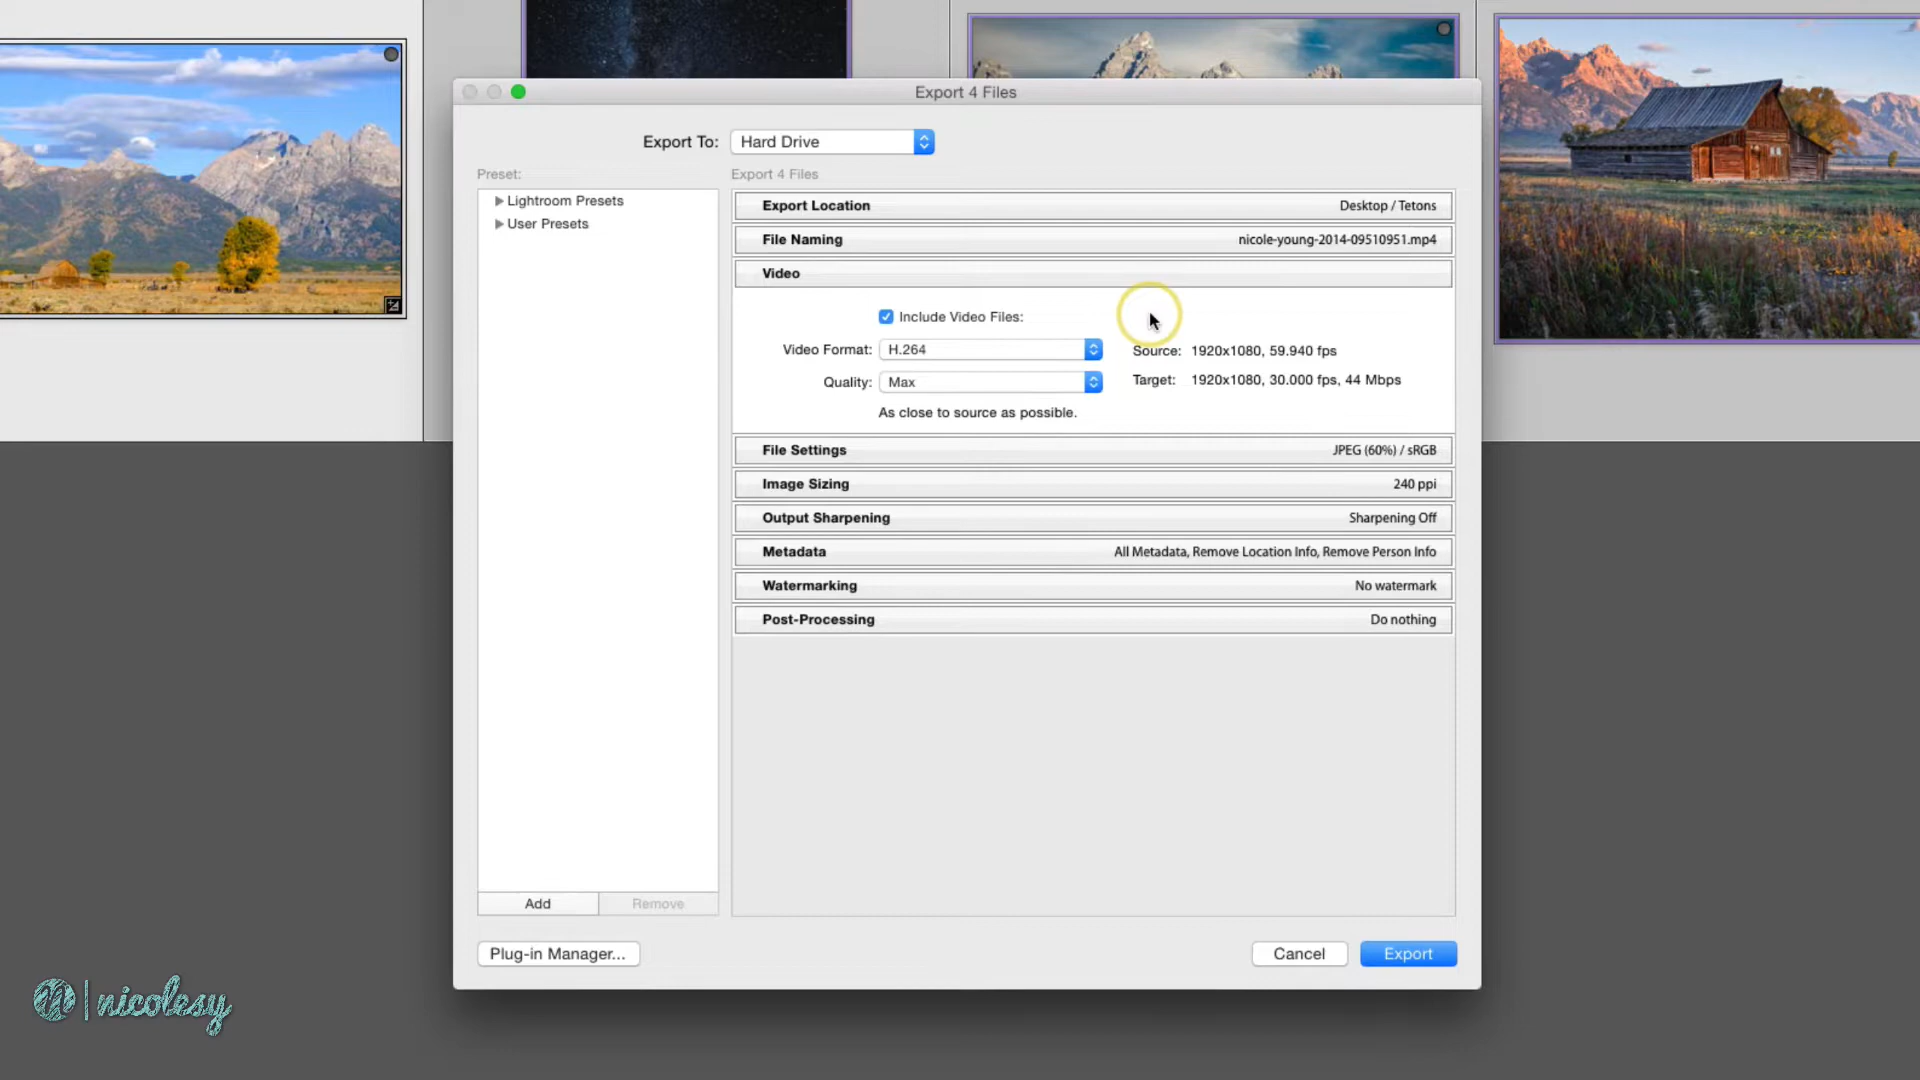 Export 4 Files
Export To: Hard Drive
Preset:
Export 4 Files
Lightroom Presets
User Presets
Export Location Desktop / Tetons
File Naming nicole-young-2014-09510951.mp4
Video
Include Video Files:
Video Format: H.264
Source: 1920x1080, 59.940 fps
Quality: Max
Target: 1920x1080, 30.000 fps, 44 Mbps
As close to source as possible.
File Settings JPEG (60%) / sRGB
Image Sizing 240 ppi
Output Sharpening Sharpening Off
Metadata All Metadata, Remove Location Info, Remove Person Info
Watermarking No watermark
Post-Processing Do nothing
Add Remove
Plug-in Manager... Cancel Export
nicolesy